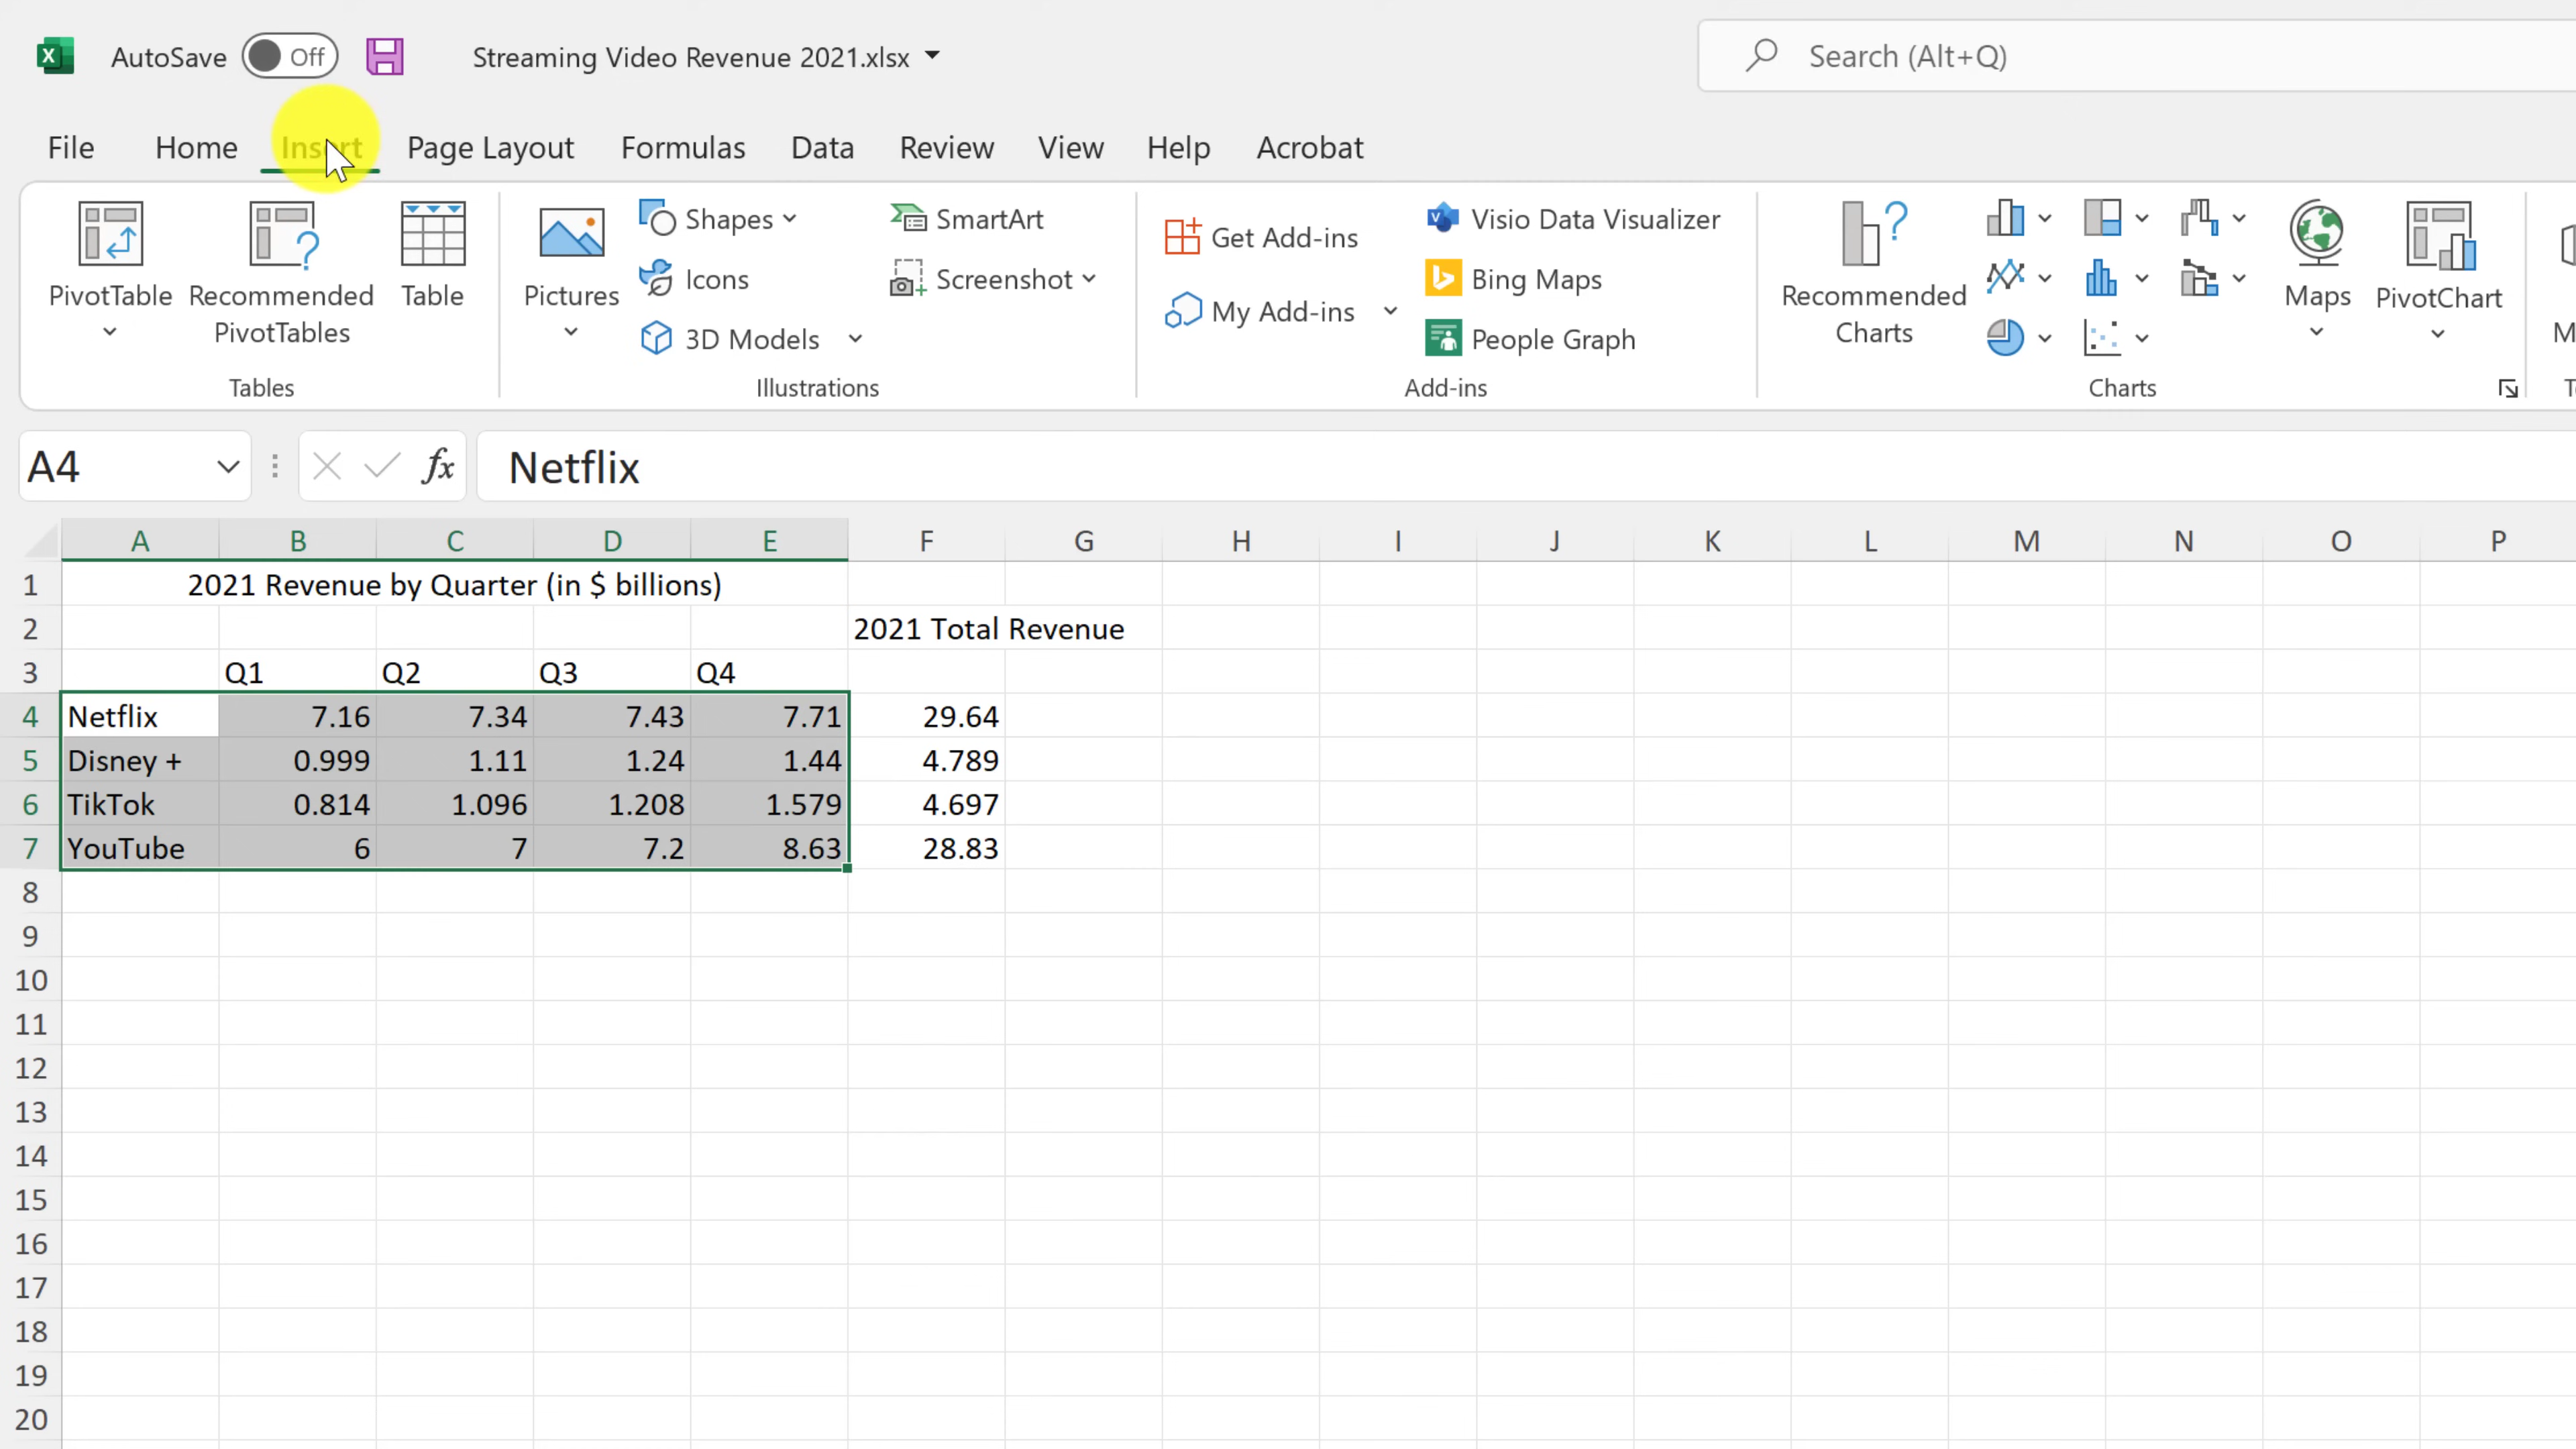 AutoSave Off Streaming Video Revenue 2021.xlsx Search (Alt+Q)
File Home Insert Page Layout Formulas Data Review View Help Acrobat
PivotTable
Recommended
PivotTables
Table
Tables
Pictures
Shapes
Icons
3D Models
SmartArt
Screenshot
Illustrations
Get Add-ins
My Add-ins
Visio Data Visualizer
Bing Maps
People Graph
Add-ins
Recommended
Charts
Maps
PivotChart
Charts
A4 fx Netflix
A B C D E F G H I J K L M N O P
1 2021 Revenue by Quarter (in $ billions)
2 2021 Total Revenue
3 Q1 Q2 Q3 Q4
4 Netflix 7.16 7.34 7.43 7.71 29.64
5 Disney + 0.999 1.11 1.24 1.44 4.789
6 TikTok 0.814 1.096 1.208 1.579 4.697
7 YouTube 6 7 7.2 8.63 28.83
8
9
10
11
12
13
14
15
16
17
18
19
20